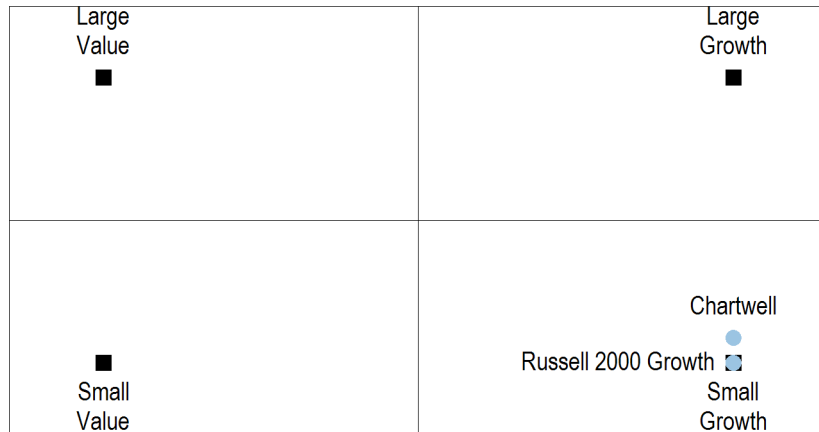 Large
Value
Large
Growth
Chartwell
Russell 2000 Growth
Small
Value
Small
Growth